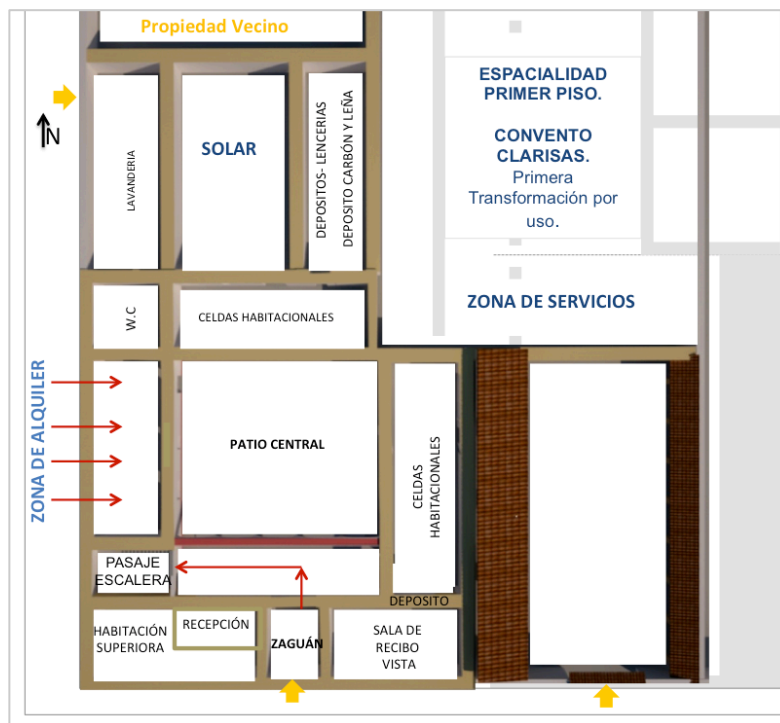 Propiedad Vecino
N
LAVANDERIA
SOLAR
DEPOSITOS- LENCERIAS
DEPOSITO CARBÓN Y LEÑA
ESPACIALIDAD
PRIMER PISO.
CONVENTO
CLARISAS.
Primera
Transformación por
uso.
W.C
CELDAS HABITACIONALES
ZONA DE SERVICIOS
ZONA DE ALQUILER
PATIO CENTRAL
CELDAS
HABITACIONALES
PASAJE
ESCALERA
DEPOSITO
HABITACIÓN
SUPERIORA
RECEPCIÓN
ZAGUÁN
SALA DE
RECIBO
VISTA